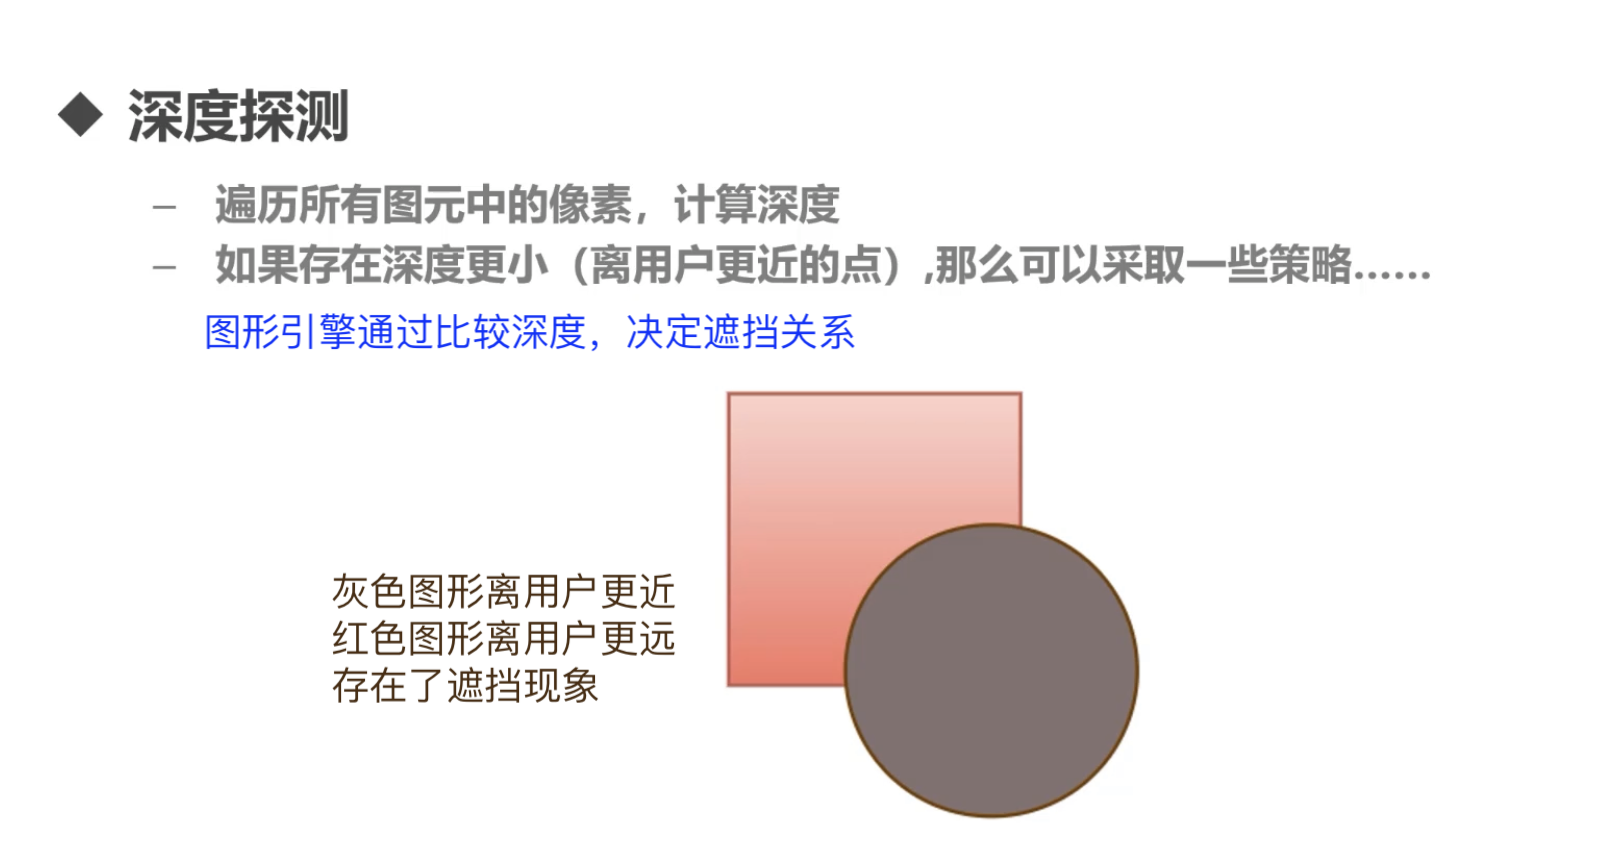 ◆ 深度探测
– 遍历所有图元中的像素，计算深度
– 如果存在深度更小（离用户更近的点）,那么可以采取一些策略......
图形引擎通过比较深度，决定遮挡关系
灰色图形离用户更近
红色图形离用户更远
存在了遮挡现象